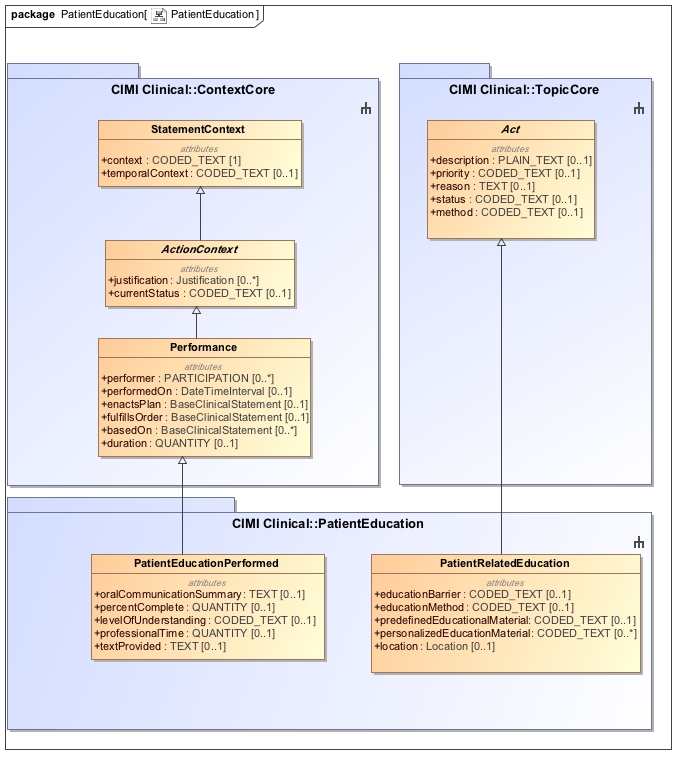 package PatientEducation[ PatientEducation ]
CIMI Clinical::ContextCore
StatementContext
attributes
+context : CODED_TEXT [1]
+temporalContext : CODED_TEXT [0..1]
ActionContext
attributes
+justification : Justification [0..*]
+currentStatus : CODED_TEXT [0..1]
Performance
attributes
+performer : PARTICIPATION [0..*]
+performedOn : DateTimeInterval [0..1]
+enactsPlan : BaseClinicalStatement [0..1]
+fulfillsOrder : BaseClinicalStatement [0..1]
+basedOn : BaseClinicalStatement [0..*]
+duration : QUANTITY [0..1]
CIMI Clinical::TopicCore
Act
attributes
+description : PLAIN_TEXT [0..1]
+priority : CODED_TEXT [0..1]
+reason : TEXT [0..1]
+status : CODED_TEXT [0..1]
+method : CODED_TEXT [0..1]
CIMI Clinical::PatientEducation
PatientEducationPerformed
attributes
+oralCommunicationSummary : TEXT [0..1]
+percentComplete : QUANTITY [0..1]
+levelOfUnderstanding : CODED_TEXT [0..1]
+professionalTime : QUANTITY [0..1]
+textProvided : TEXT [0..1]
PatientRelatedEducation
attributes
+educationBarrier : CODED_TEXT [0..1]
+educationMethod : CODED_TEXT [0..1]
+predefinedEducationalMaterial : CODED_TEXT [0..1]
+personalizedEducationMaterial : CODED_TEXT [0..*]
+location : Location [0..1]